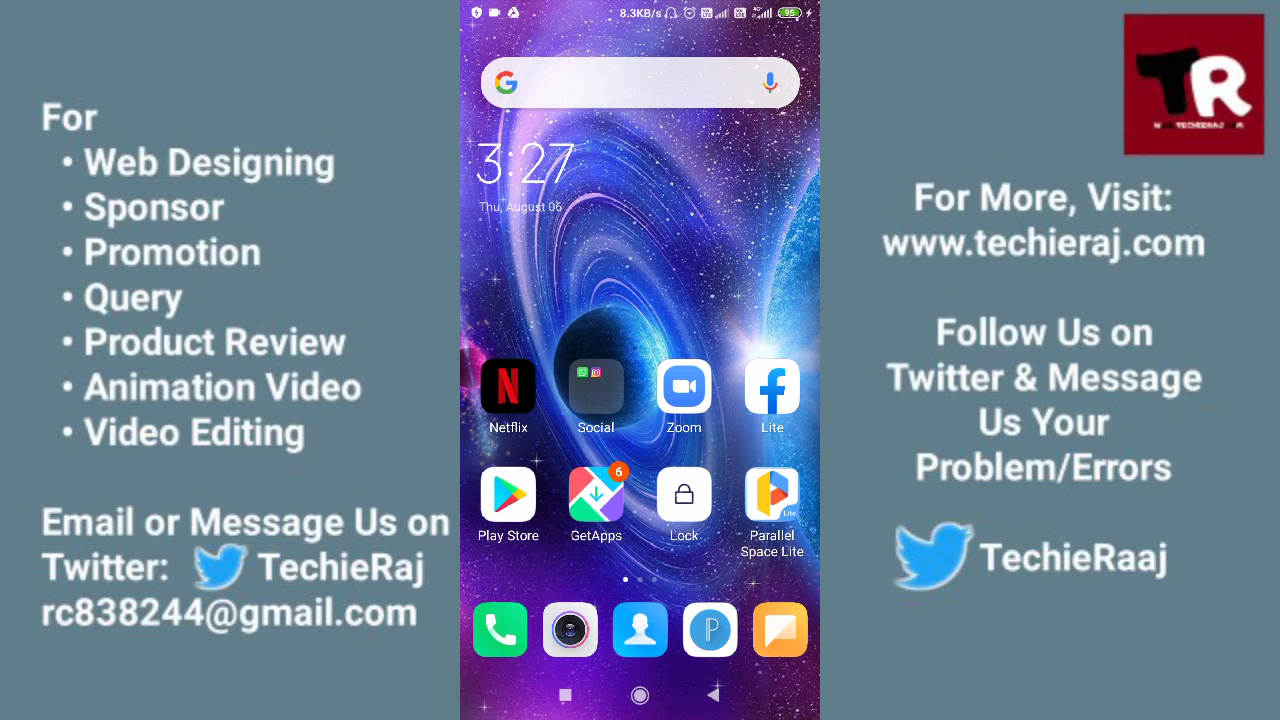 For
• Web Designing
• Sponsor
• Promotion
• Query
• Product Review
• Animation Video
• Video Editing
Email or Message Us on
Twitter: TechieRaj
rc838244@gmail.com
8.3KB/s
4G
95
G
3:27
Thu, August 06
N
Netflix
Social
Zoom
f
Lite
Play Store
6
GetApps
Lock
Lite
Parallel
Space Lite
P
TR
For More, Visit:
www.techieraj.com
Follow Us on
Twitter & Message
Us Your
Problem/Errors
TechieRaaj